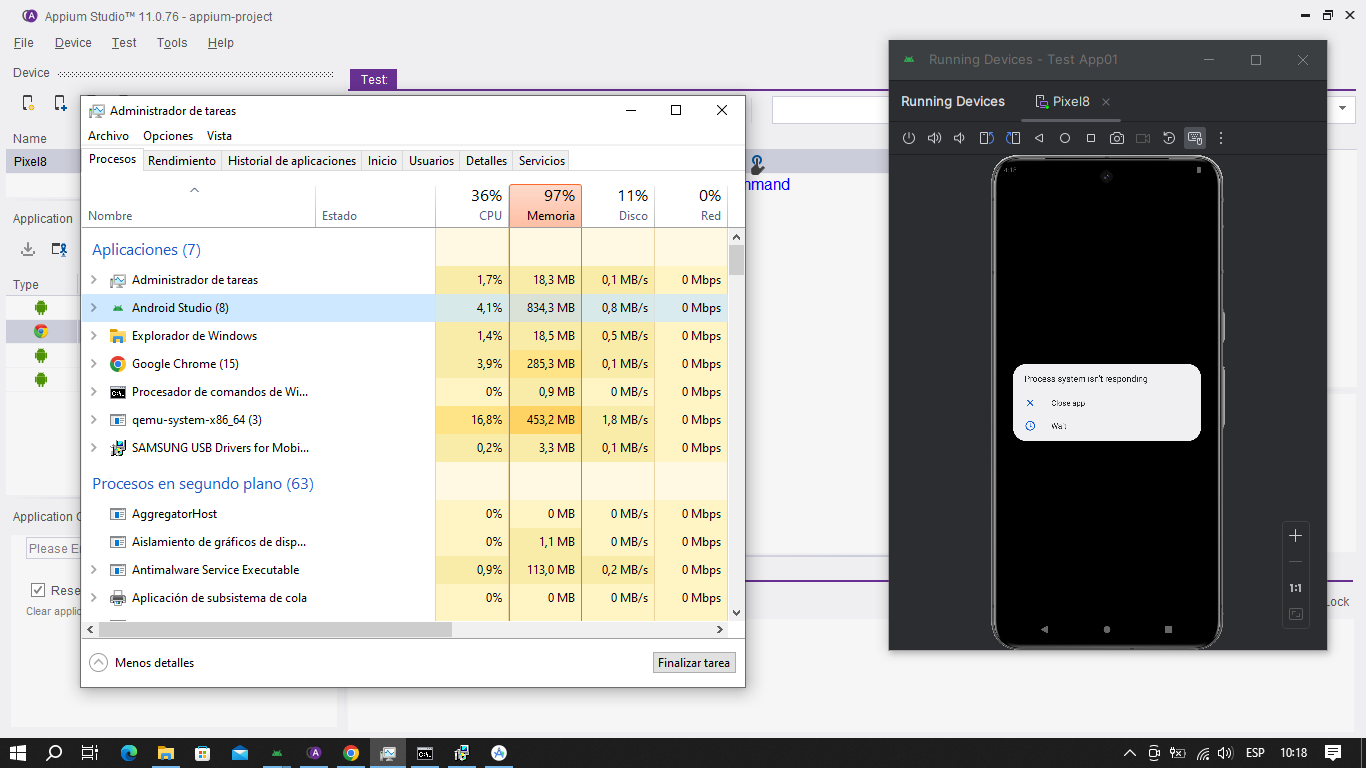 Appium Studio™ 11.0.76 - appium-project
File Device Test Tools Help
Device
Test:
Name
Pixel8
mmand
Application
Type
Application
Please E
Rese
Clear applic
Lock
Administrador de tareas
Archivo Opciones Vista
Procesos Rendimiento Historial de aplicaciones Inicio Usuarios Detalles Servicios
36% 97% 11% 0%
Nombre Estado CPU Memoria Disco Red
Aplicaciones (7)
Administrador de tareas 1,7% 18,3 MB 0,1 MB/s 0 Mbps
Android Studio (8) 4,1% 834,3 MB 0,8 MB/s 0 Mbps
Explorador de Windows 1,4% 18,5 MB 0,5 MB/s 0 Mbps
Google Chrome (15) 3,9% 285,3 MB 0,1 MB/s 0 Mbps
Procesador de comandos de Wi... 0% 0,9 MB 0 MB/s 0 Mbps
qemu-system-x86_64 (3) 16,8% 453,2 MB 1,8 MB/s 0 Mbps
SAMSUNG USB Drivers for Mobi... 0,2% 3,3 MB 0,1 MB/s 0 Mbps
Procesos en segundo plano (63)
AggregatorHost 0% 0 MB 0 MB/s 0 Mbps
Aislamiento de gráficos de disp... 0% 1,1 MB 0 MB/s 0 Mbps
Antimalware Service Executable 0,9% 113,0 MB 0,2 MB/s 0 Mbps
Aplicación de subsistema de cola 0% 0 MB 0 MB/s 0 Mbps
Menos detalles
Finalizar tarea
Running Devices - Test App01
Running Devices Pixel8
Process system isn't responding
Close app
Wait
1:1
ESP 10:18